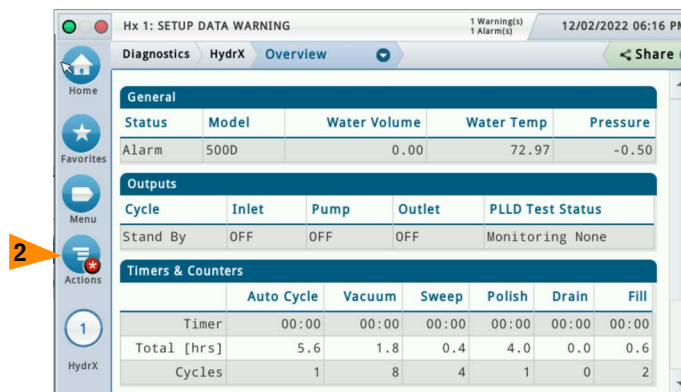 Hx 1: SETUP DATA WARNING
1 Warning(s)
1 Alarm(s)
12/02/2022 06:16 PM
Diagnostics HydrX Overview
Share
Home
Favorites
Menu
2
Actions
1
HydrX
General
Status Model Water Volume Water Temp Pressure
Alarm 500D 0.00 72.97 -0.50
Outputs
Cycle Inlet Pump Outlet PLLD Test Status
Stand By OFF OFF OFF Monitoring None
Timers & Counters
Auto Cycle Vacuum Sweep Polish Drain Fill
Timer 00:00 00:00 00:00 00:00 00:00 00:00
Total [hrs] 5.6 1.8 0.4 4.0 0.0 0.6
Cycles 1 8 4 1 0 2